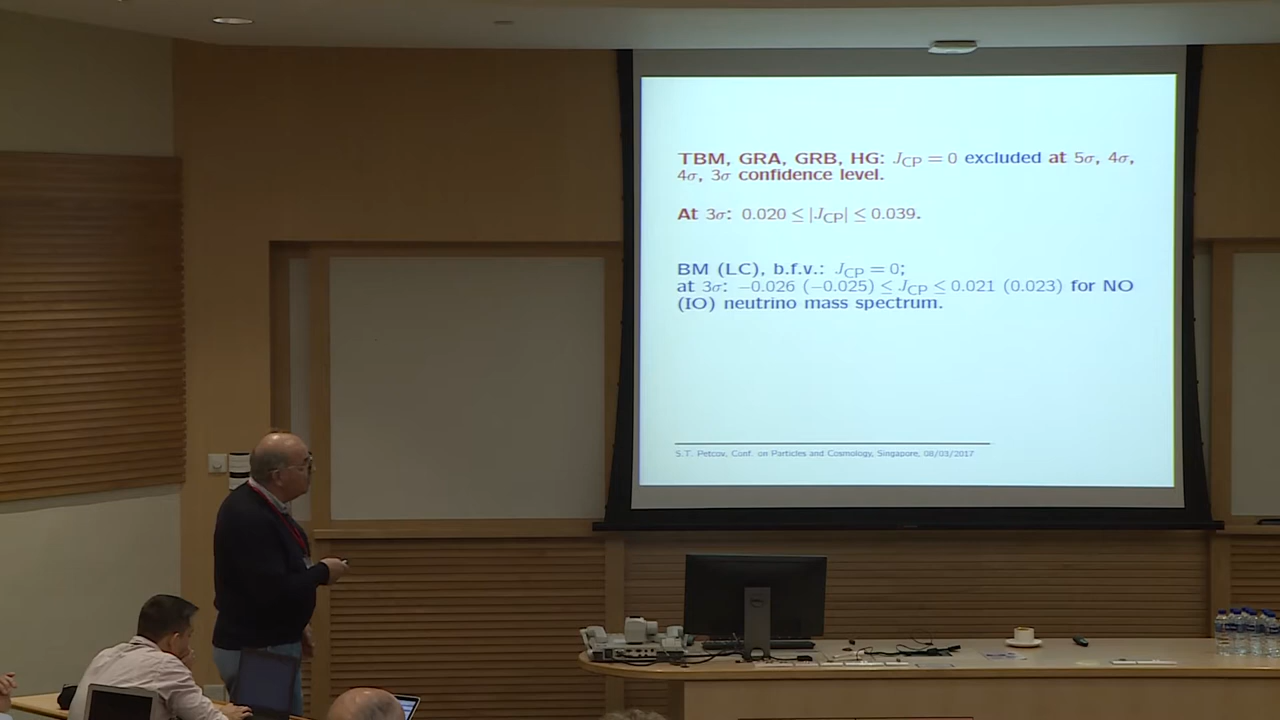 TBM, GRA, GRB, HG: J_CP = 0 excluded at 5σ, 4σ,
4σ, 3σ confidence level.
At 3σ: 0.020 ≤ |J_CP| ≤ 0.039.
BM (LC), b.f.v.: J_CP = 0;
at 3σ: −0.026 (−0.025) ≤ J_CP ≤ 0.021 (0.023) for NO
(IO) neutrino mass spectrum.
S.T. Petcov, Conf. on Particles and Cosmology, Singapore, 08/03/2017